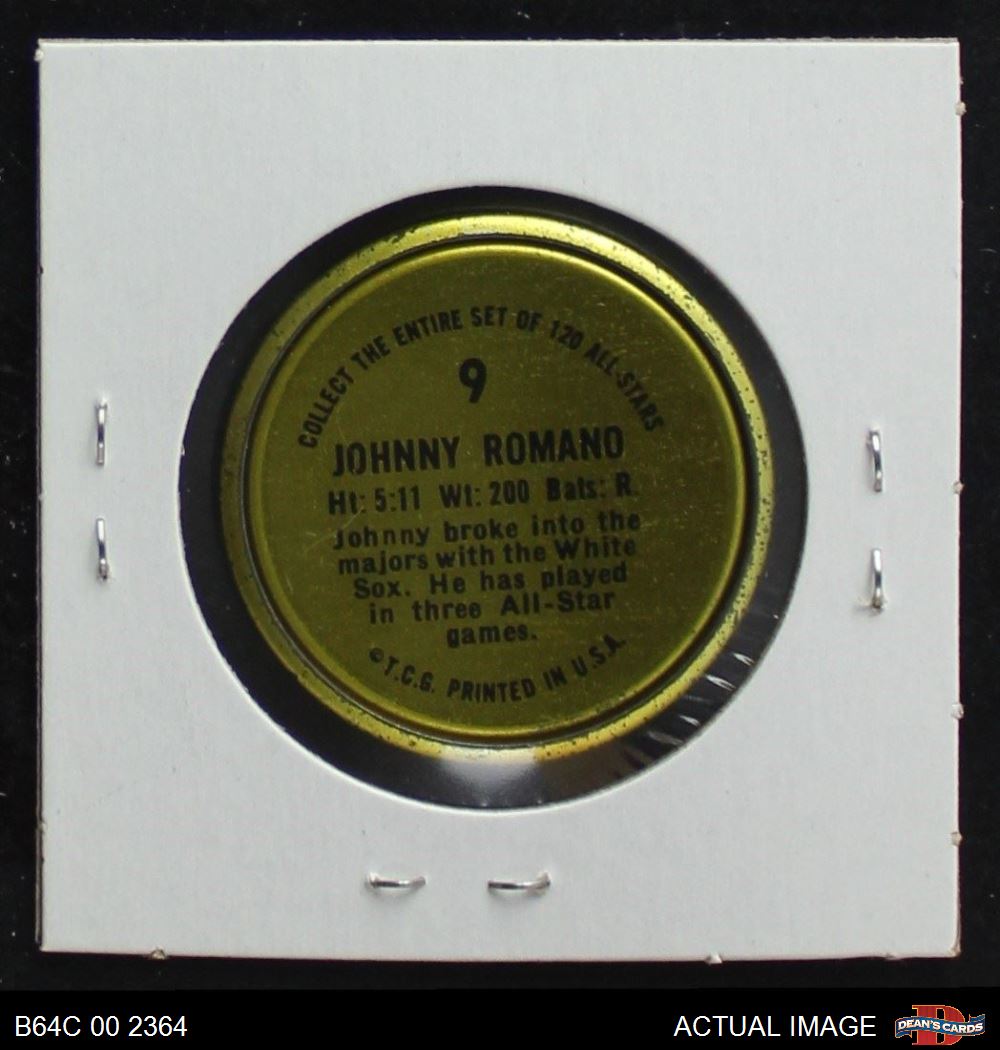 COLLECT THE ENTIRE SET OF 120 ALL-STARS
9
JOHNNY ROMANO
Ht: 5:11 Wt: 200 Bats: R.
Johnny broke into the
majors with the White
Sox. He has played
in three All-Star
games.
©T.C.G. PRINTED IN U.S.A.
B64C 00 2364
ACTUAL IMAGE
D
DEAN'S CARDS